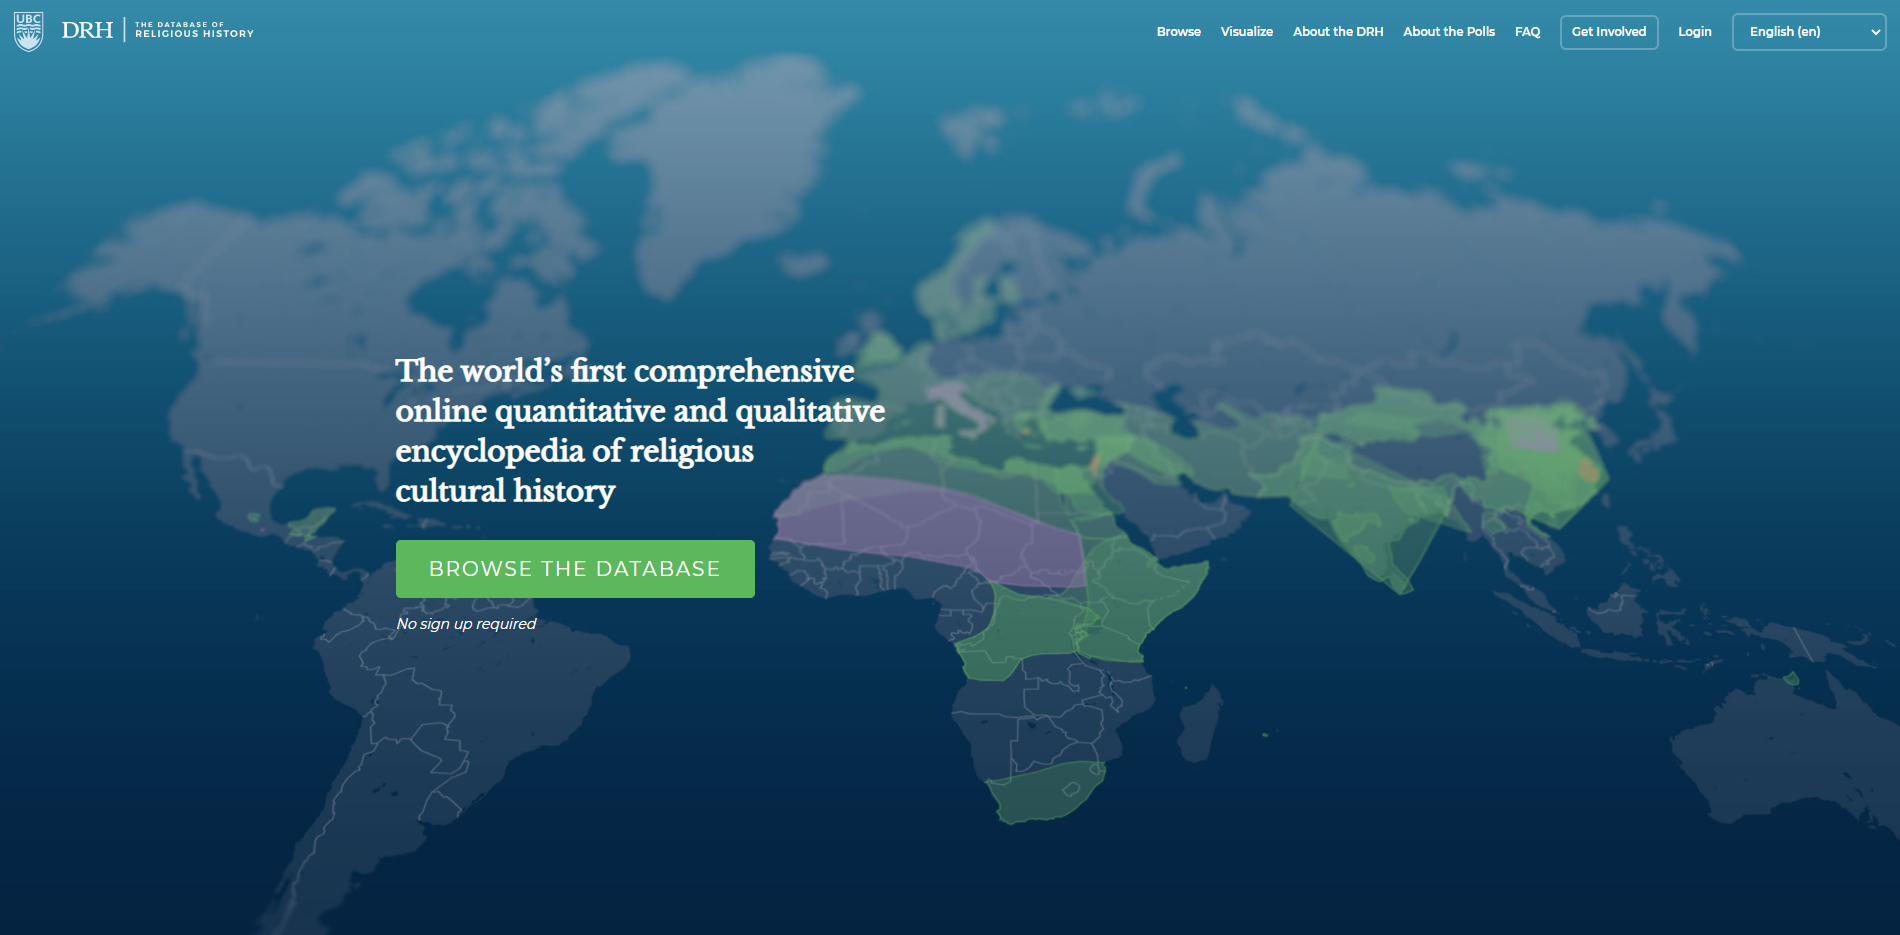 UBC
DRH
THE DATABASE OF
RELIGIOUS HISTORY
Browse
Visualize
About the DRH
About the Polls
FAQ
Get Involved
Login
English (en)
The world’s first comprehensive
online quantitative and qualitative
encyclopedia of religious
cultural history
BROWSE THE DATABASE
No sign up required